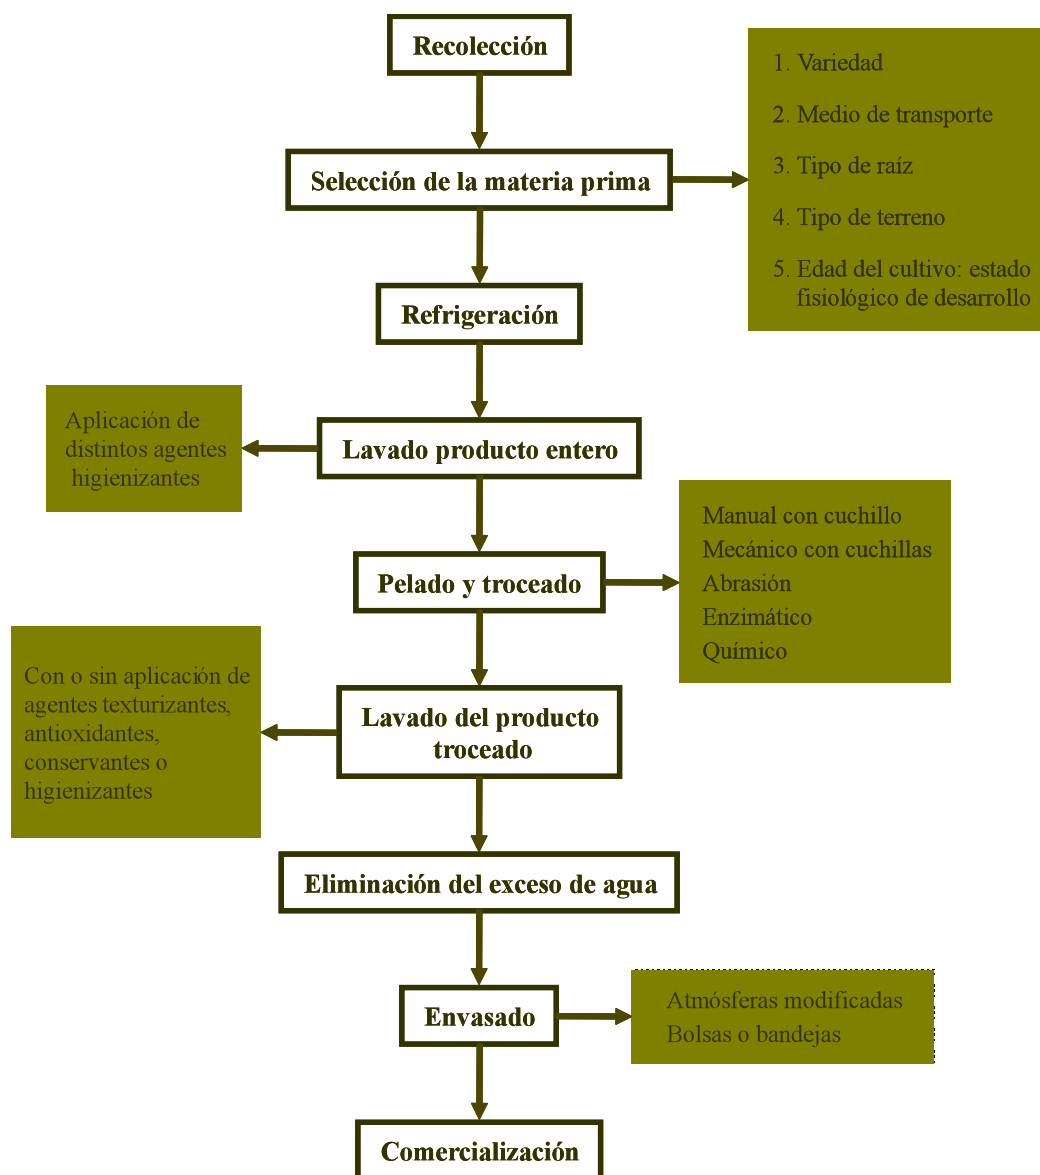 Recolección
1. Variedad
2. Medio de transporte
3. Tipo de raíz
4. Tipo de terreno
5. Edad del cultivo: estado
fisiológico de desarrollo
Selección de la materia prima
Refrigeración
Lavado producto entero
Aplicación de
distintos agentes
higienizantes
Pelado y troceado
Manual con cuchillo
Mecánico con cuchillas
Abrasión
Enzimático
Químico
Lavado del producto
troceado
Con o sin aplicación de
agentes texturizantes,
antioxidantes,
conservantes o
higienizantes
Eliminación del exceso de agua
Envasado
Atmósferas modificadas
Bolsas o bandejas
Comercialización